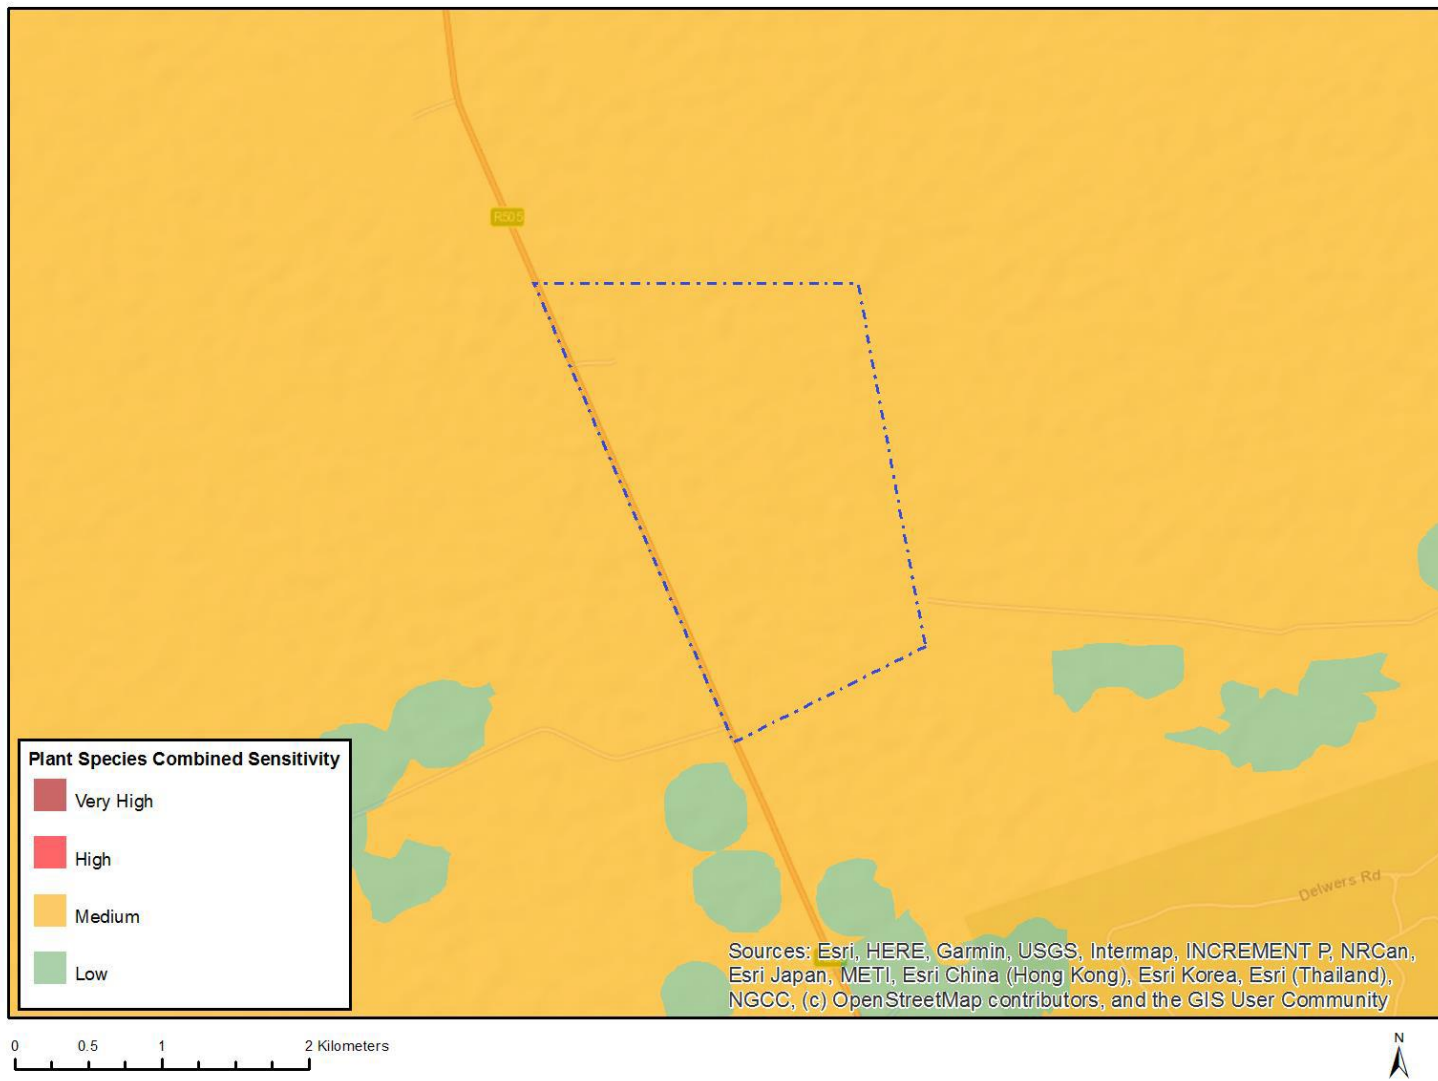 R505
Plant Species Combined Sensitivity
Very High
High
Medium
Low
Delwers Rd
Sources: Esri, HERE, Garmin, USGS, Intermap, INCREMENT P, NRCan,
Esri Japan, METI, Esri China (Hong Kong), Esri Korea, Esri (Thailand),
NGCC, (c) OpenStreetMap contributors, and the GIS User Community
0 0.5 1 2 Kilometers
N